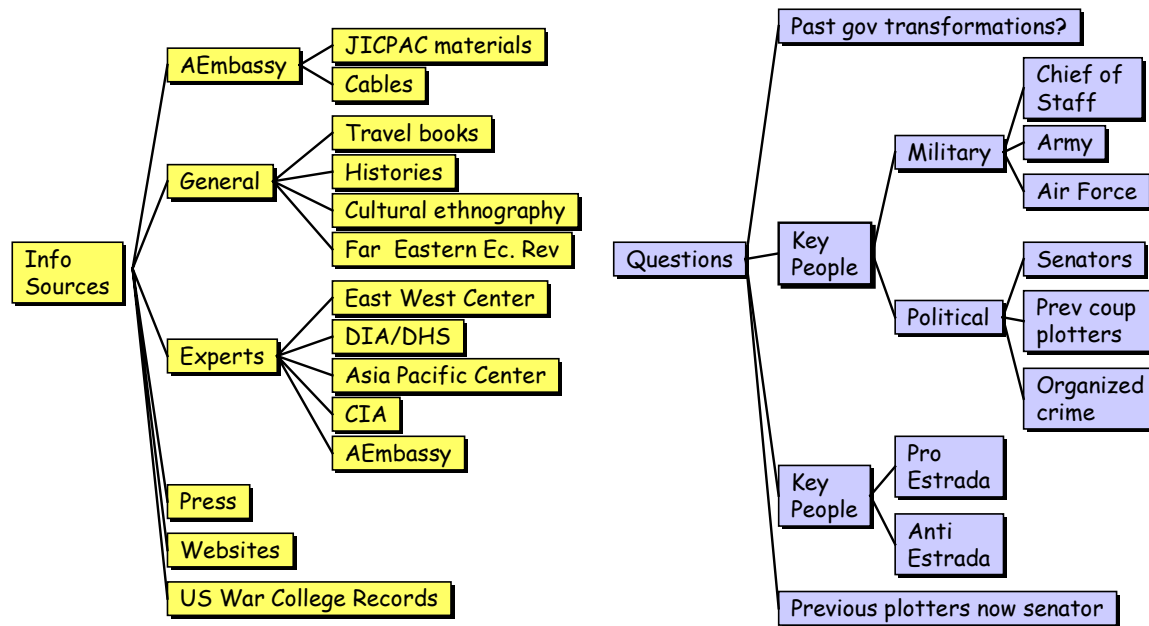 AEmbassy
JICPAC materials
Cables
General
Travel books
Histories
Cultural ethnography
Far Eastern Ec. Rev
Info
Sources
Experts
East West Center
DIA/DHS
Asia Pacific Center
CIA
AEmbassy
Press
Websites
US War College Records
Questions
Past gov transformations?
Key
People
Military
Chief of
Staff
Army
Air Force
Political
Senators
Prev coup
plotters
Organized
crime
Key
People
Pro
Estrada
Anti
Estrada
Previous plotters now senator